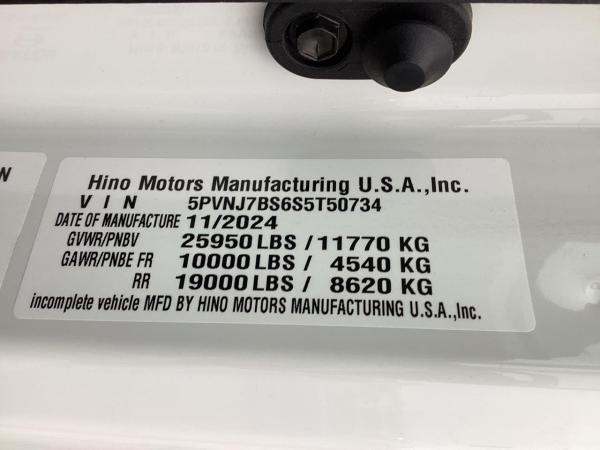 N
Hino Motors Manufacturing U.S.A.,Inc.
V I N 5PVNJ7BS6S5T50734
DATE OF MANUFACTURE 11/2024
GVWR/PNBV 25950 LBS / 11770 KG
GAWR/PNBE FR 10000 LBS / 4540 KG
RR 19000 LBS / 8620 KG
incomplete vehicle MFD BY HINO MOTORS MANUFACTURING U.S.A.,Inc.